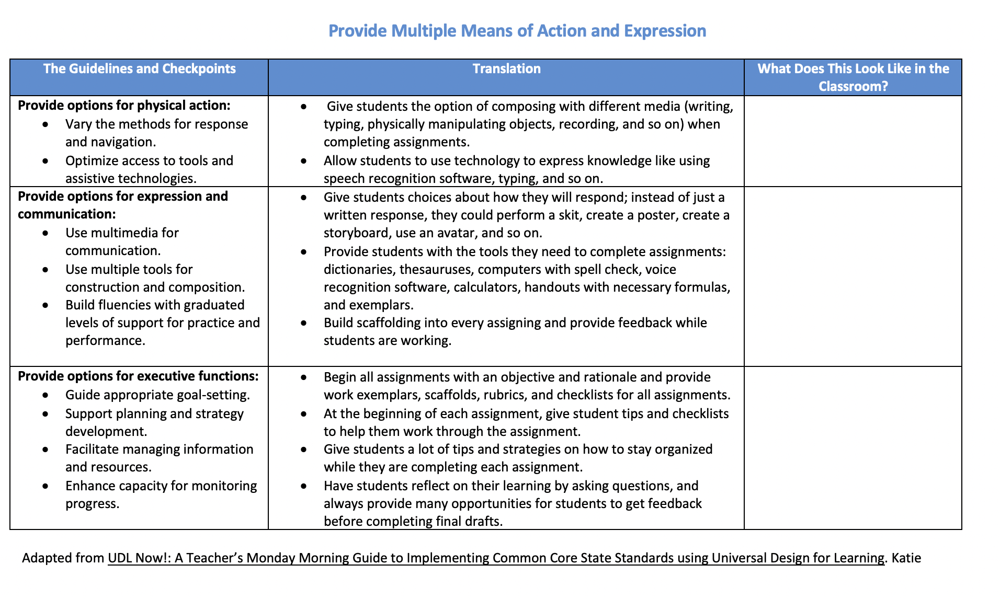 Provide Multiple Means of Action and Expression
The Guidelines and Checkpoints
Translation
What Does This Look Like in the
Classroom?
Provide options for physical action:
• Vary the methods for response
and navigation.
• Optimize access to tools and
assistive technologies.
• Give students the option of composing with different media (writing,
typing, physically manipulating objects, recording, and so on) when
completing assignments.
• Allow students to use technology to express knowledge like using
speech recognition software, typing, and so on.
Provide options for expression and
communication:
• Use multimedia for
communication.
• Use multiple tools for
construction and composition.
• Build fluencies with graduated
levels of support for practice and
performance.
• Give students choices about how they will respond; instead of just a
written response, they could perform a skit, create a poster, create a
storyboard, use an avatar, and so on.
• Provide students with the tools they need to complete assignments:
dictionaries, thesauruses, computers with spell check, voice
recognition software, calculators, handouts with necessary formulas,
and exemplars.
• Build scaffolding into every assigning and provide feedback while
students are working.
Provide options for executive functions:
• Guide appropriate goal-setting.
• Support planning and strategy
development.
• Facilitate managing information
and resources.
• Enhance capacity for monitoring
progress.
• Begin all assignments with an objective and rationale and provide
work exemplars, scaffolds, rubrics, and checklists for all assignments.
• At the beginning of each assignment, give student tips and checklists
to help them work through the assignment.
• Give students a lot of tips and strategies on how to stay organized
while they are completing each assignment.
• Have students reflect on their learning by asking questions, and
always provide many opportunities for students to get feedback
before completing final drafts.
Adapted from UDL Now!: A Teacher’s Monday Morning Guide to Implementing Common Core State Standards using Universal Design for Learning. Katie